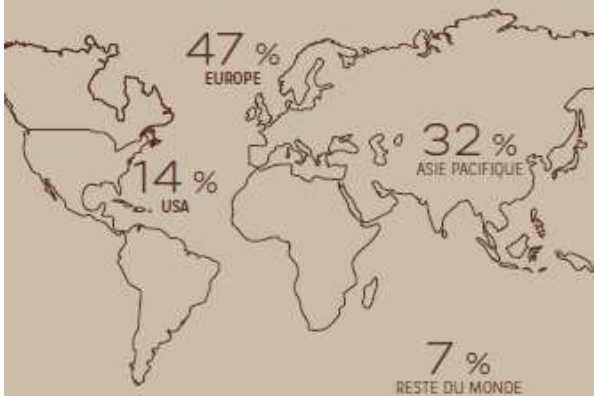 47 %
EUROPE
32 %
ASIE PACIFIQUE
14 %
USA
7 %
RESTE DU MONDE